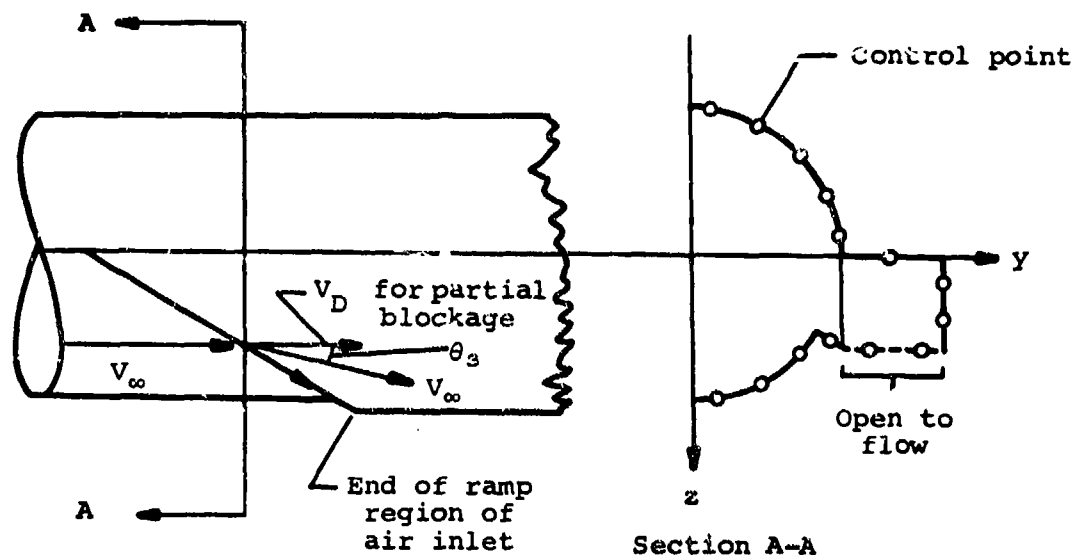 A
Control point
y
V_D for partial
blockage
θ_3
V_∞
V_∞
Open to
flow
End of ramp
region of
air inlet
A
z
Section A-A